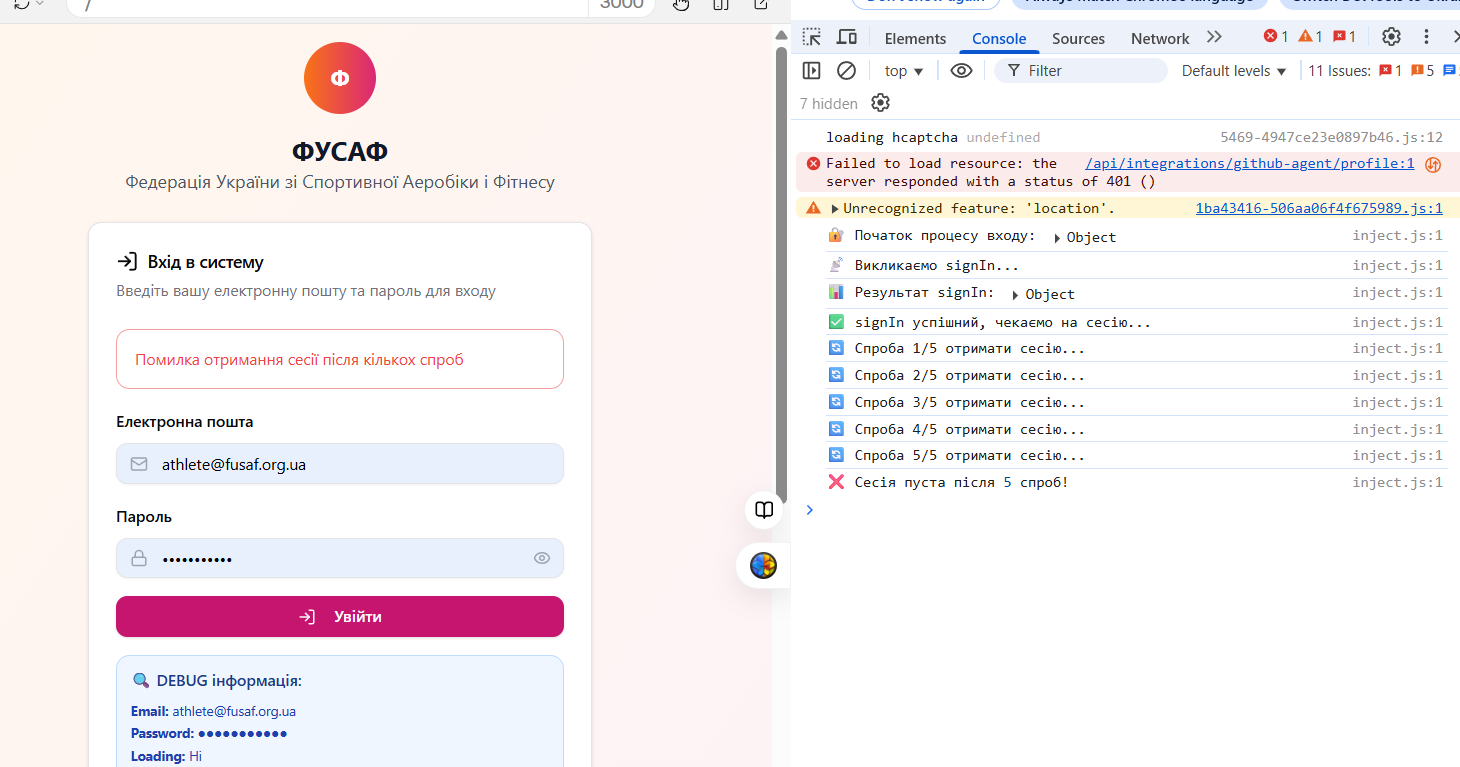 /
3000
Ф
ФУСАФ
Федерація України зі Спортивної Аеробіки і Фітнесу
Вхід в систему
Введіть вашу електронну пошту та пароль для входу
Помилка отримання сесії після кількох спроб
Електронна пошта
athlete@fusaf.org.ua
Пароль
•••••••••••
Увійти
DEBUG інформація:
Email: athlete@fusaf.org.ua
Password: ●●●●●●●●●●●
Loading: Ні
Elements Console Sources Network 1 1 1
top Filter Default levels 11 Issues: 1 5
7 hidden
loading hcaptcha undefined 5469-4947ce23e0897b46.js:12
Failed to load resource: the /api/integrations/github-agent/profile:1
server responded with a status of 401 ()
Unrecognized feature: 'location'. 1ba43416-506aa06f4f675989.js:1
Початок процесу входу: Object inject.js:1
Викликаємо signIn... inject.js:1
Результат signIn: Object inject.js:1
signIn успішний, чекаємо на сесію... inject.js:1
Спроба 1/5 отримати сесію... inject.js:1
Спроба 2/5 отримати сесію... inject.js:1
Спроба 3/5 отримати сесію... inject.js:1
Спроба 4/5 отримати сесію... inject.js:1
Спроба 5/5 отримати сесію... inject.js:1
Сесія пуста після 5 спроб! inject.js:1